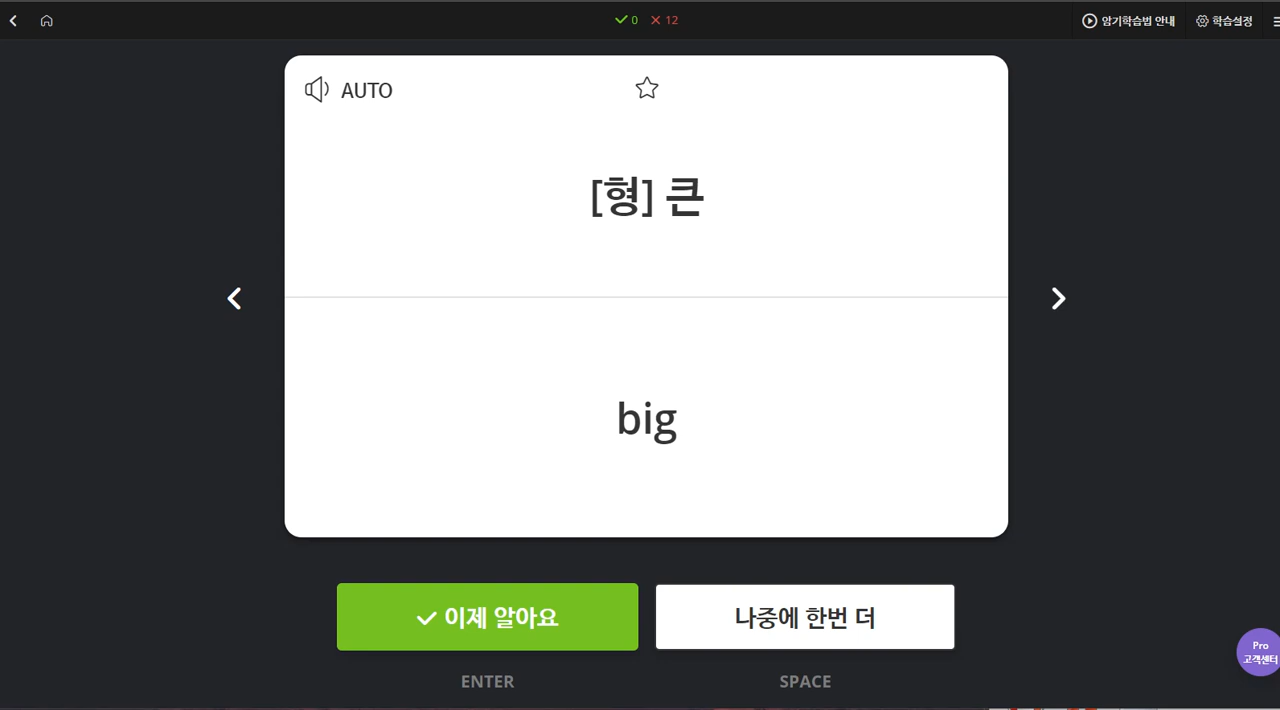 0 12
암기학습법 안내
학습설정
AUTO
[형] 큰
big
이제 알아요
나중에 한번 더
ENTER
SPACE
Pro
고객센터